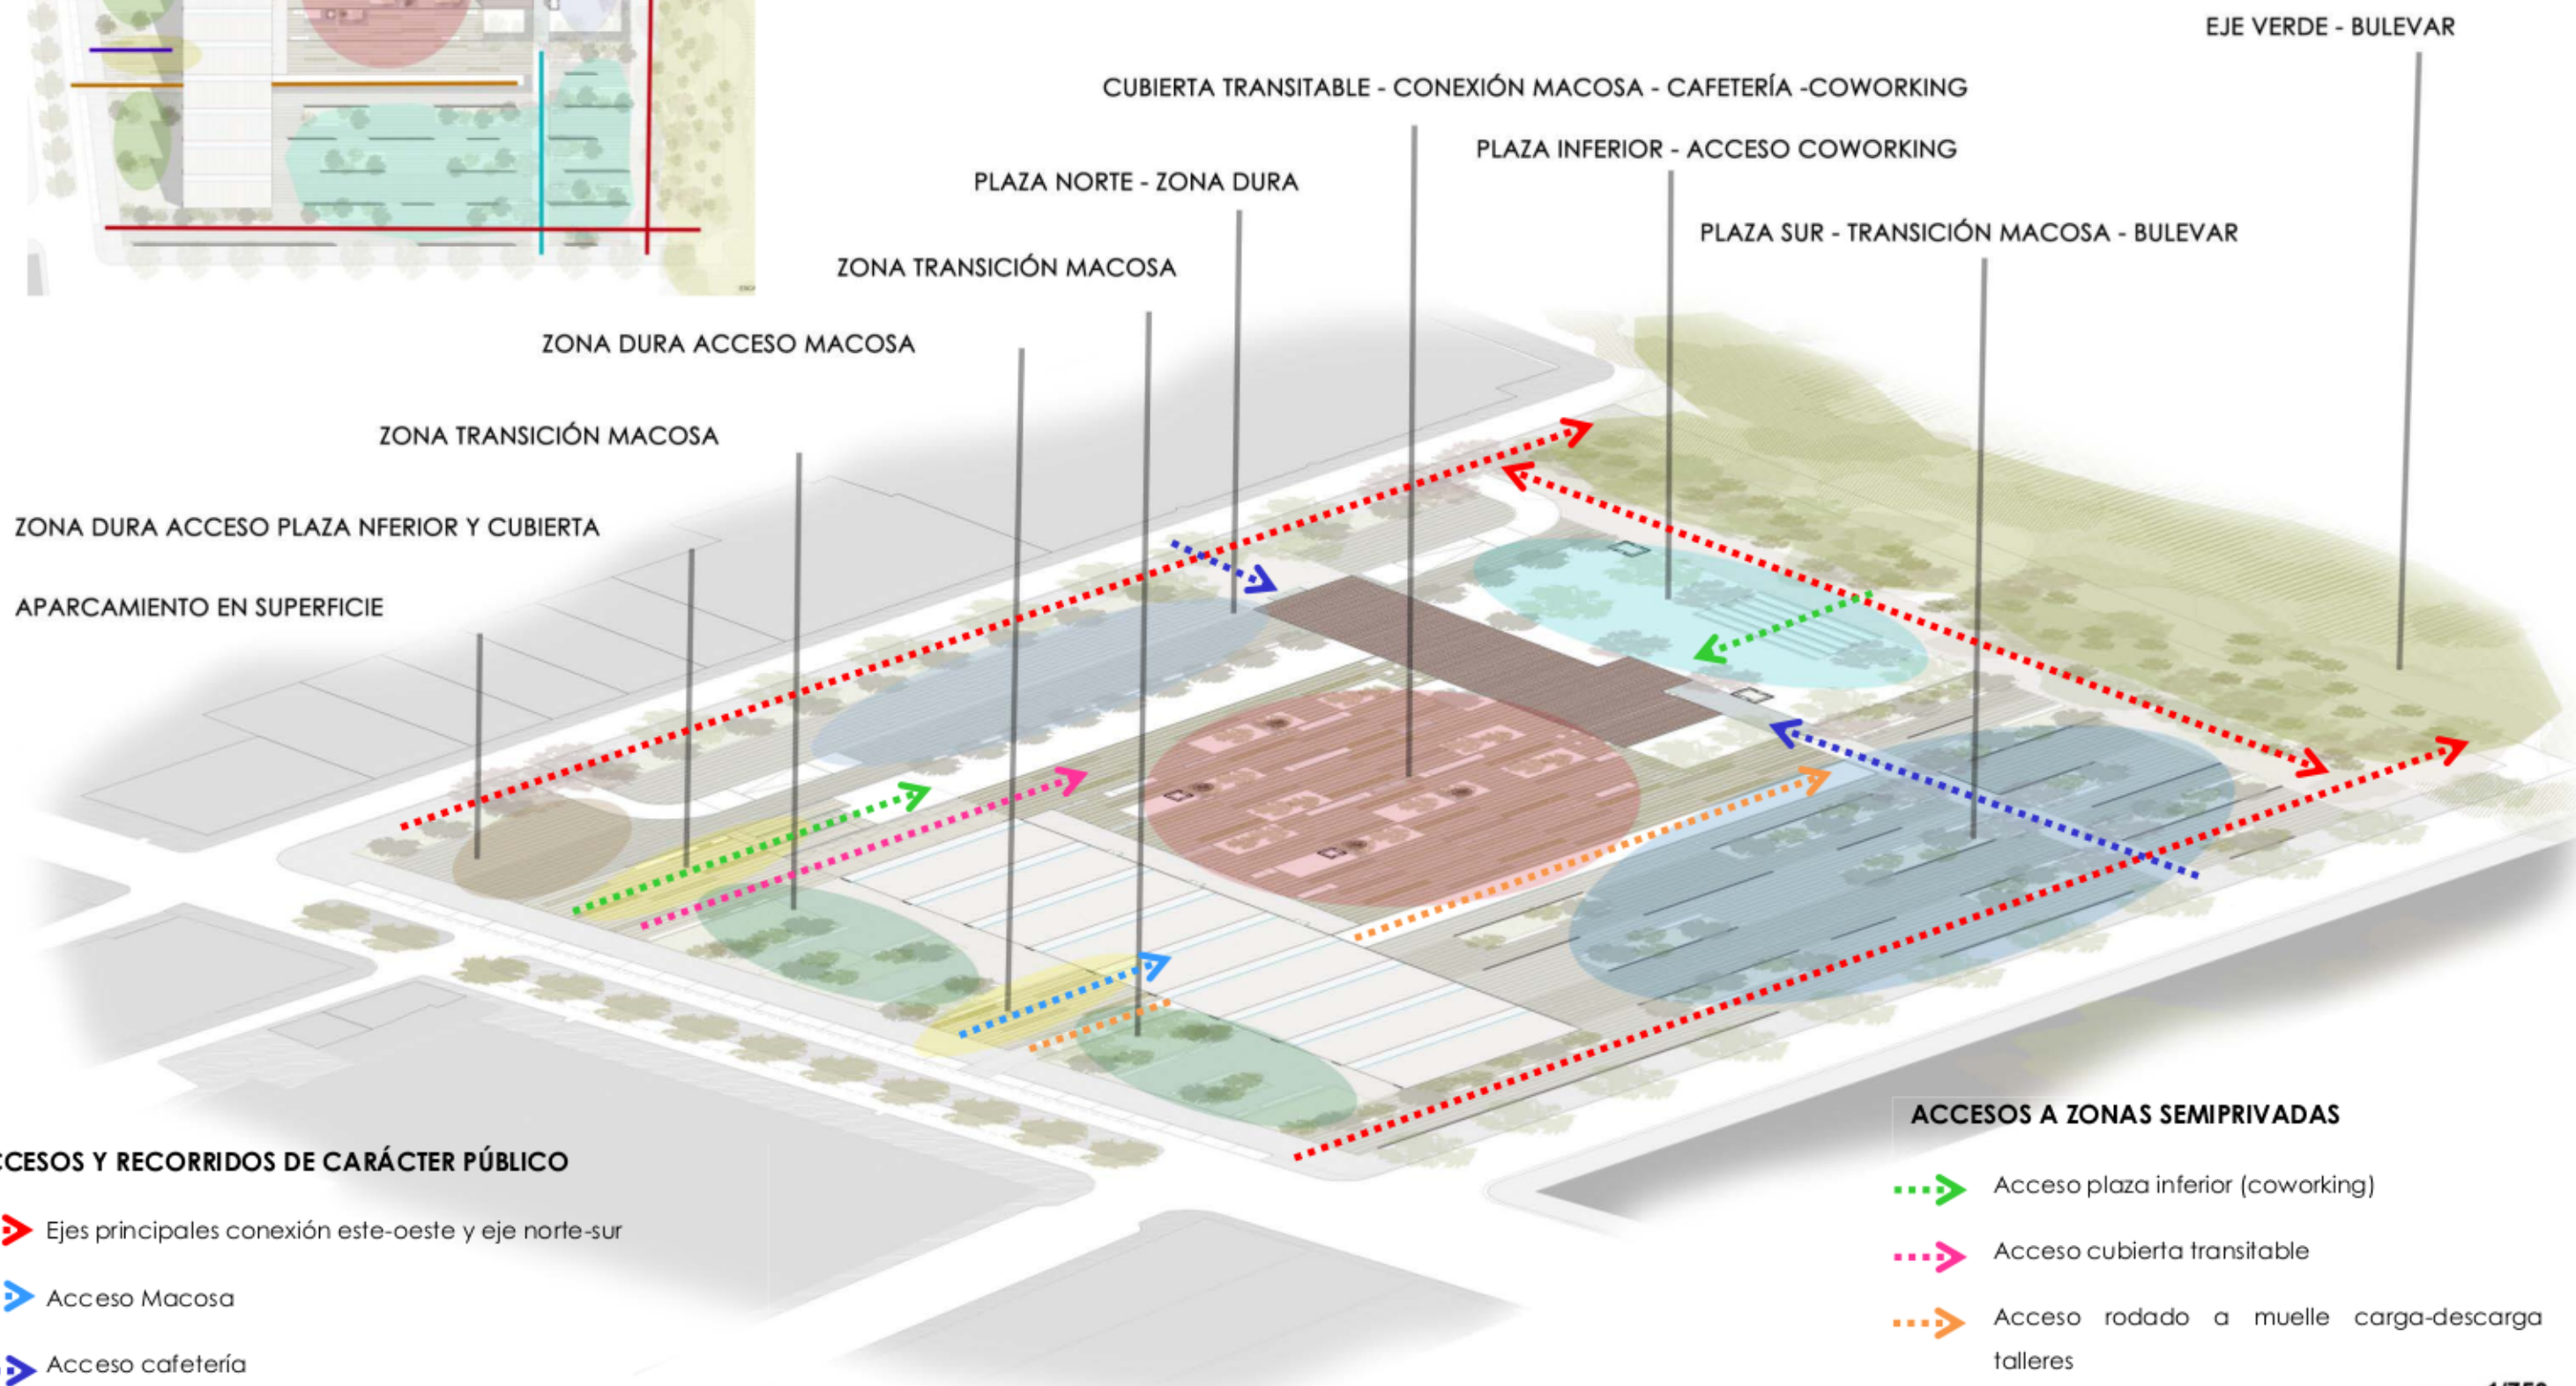 EJE VERDE - BULEVAR
CUBIERTA TRANSITABLE - CONEXIÓN MACOSA - CAFETERÍA -COWORKING
PLAZA INFERIOR - ACCESO COWORKING
PLAZA NORTE - ZONA DURA
PLAZA SUR - TRANSICIÓN MACOSA - BULEVAR
ZONA TRANSICIÓN MACOSA
ZONA DURA ACCESO MACOSA
ZONA TRANSICIÓN MACOSA
ZONA DURA ACCESO PLAZA NFERIOR Y CUBIERTA
APARCAMIENTO EN SUPERFICIE
CCESOS Y RECORRIDOS DE CARÁCTER PÚBLICO
Ejes principales conexión este-oeste y eje norte-sur
Acceso Macosa
Acceso cafetería
ACCESOS A ZONAS SEMIPRIVADAS
Acceso plaza inferior (coworking)
Acceso cubierta transitable
Acceso rodado a muelle carga-descarga
talleres